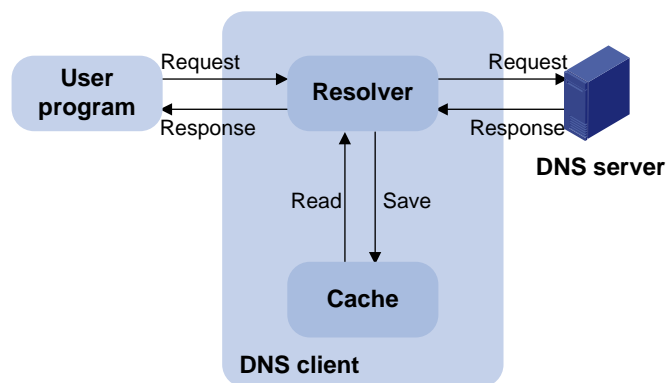 User
program
Request
Response
Resolver
Request
Response
DNS server
Read
Save
Cache
DNS client